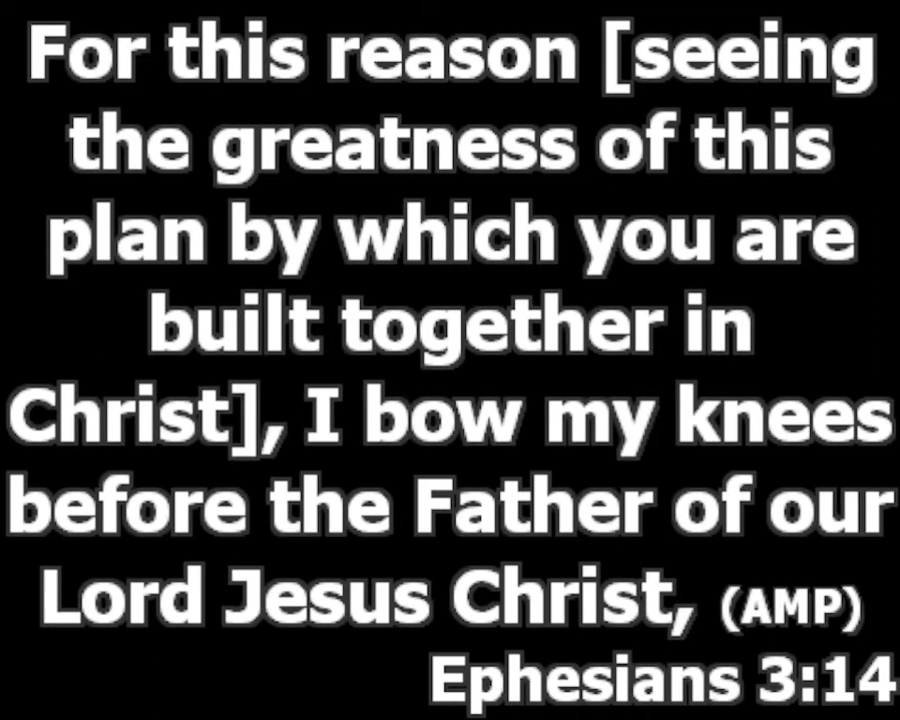 For this reason [seeing
the greatness of this
plan by which you are
built together in
Christ], I bow my knees
before the Father of our
Lord Jesus Christ, (AMP)
Ephesians 3:14